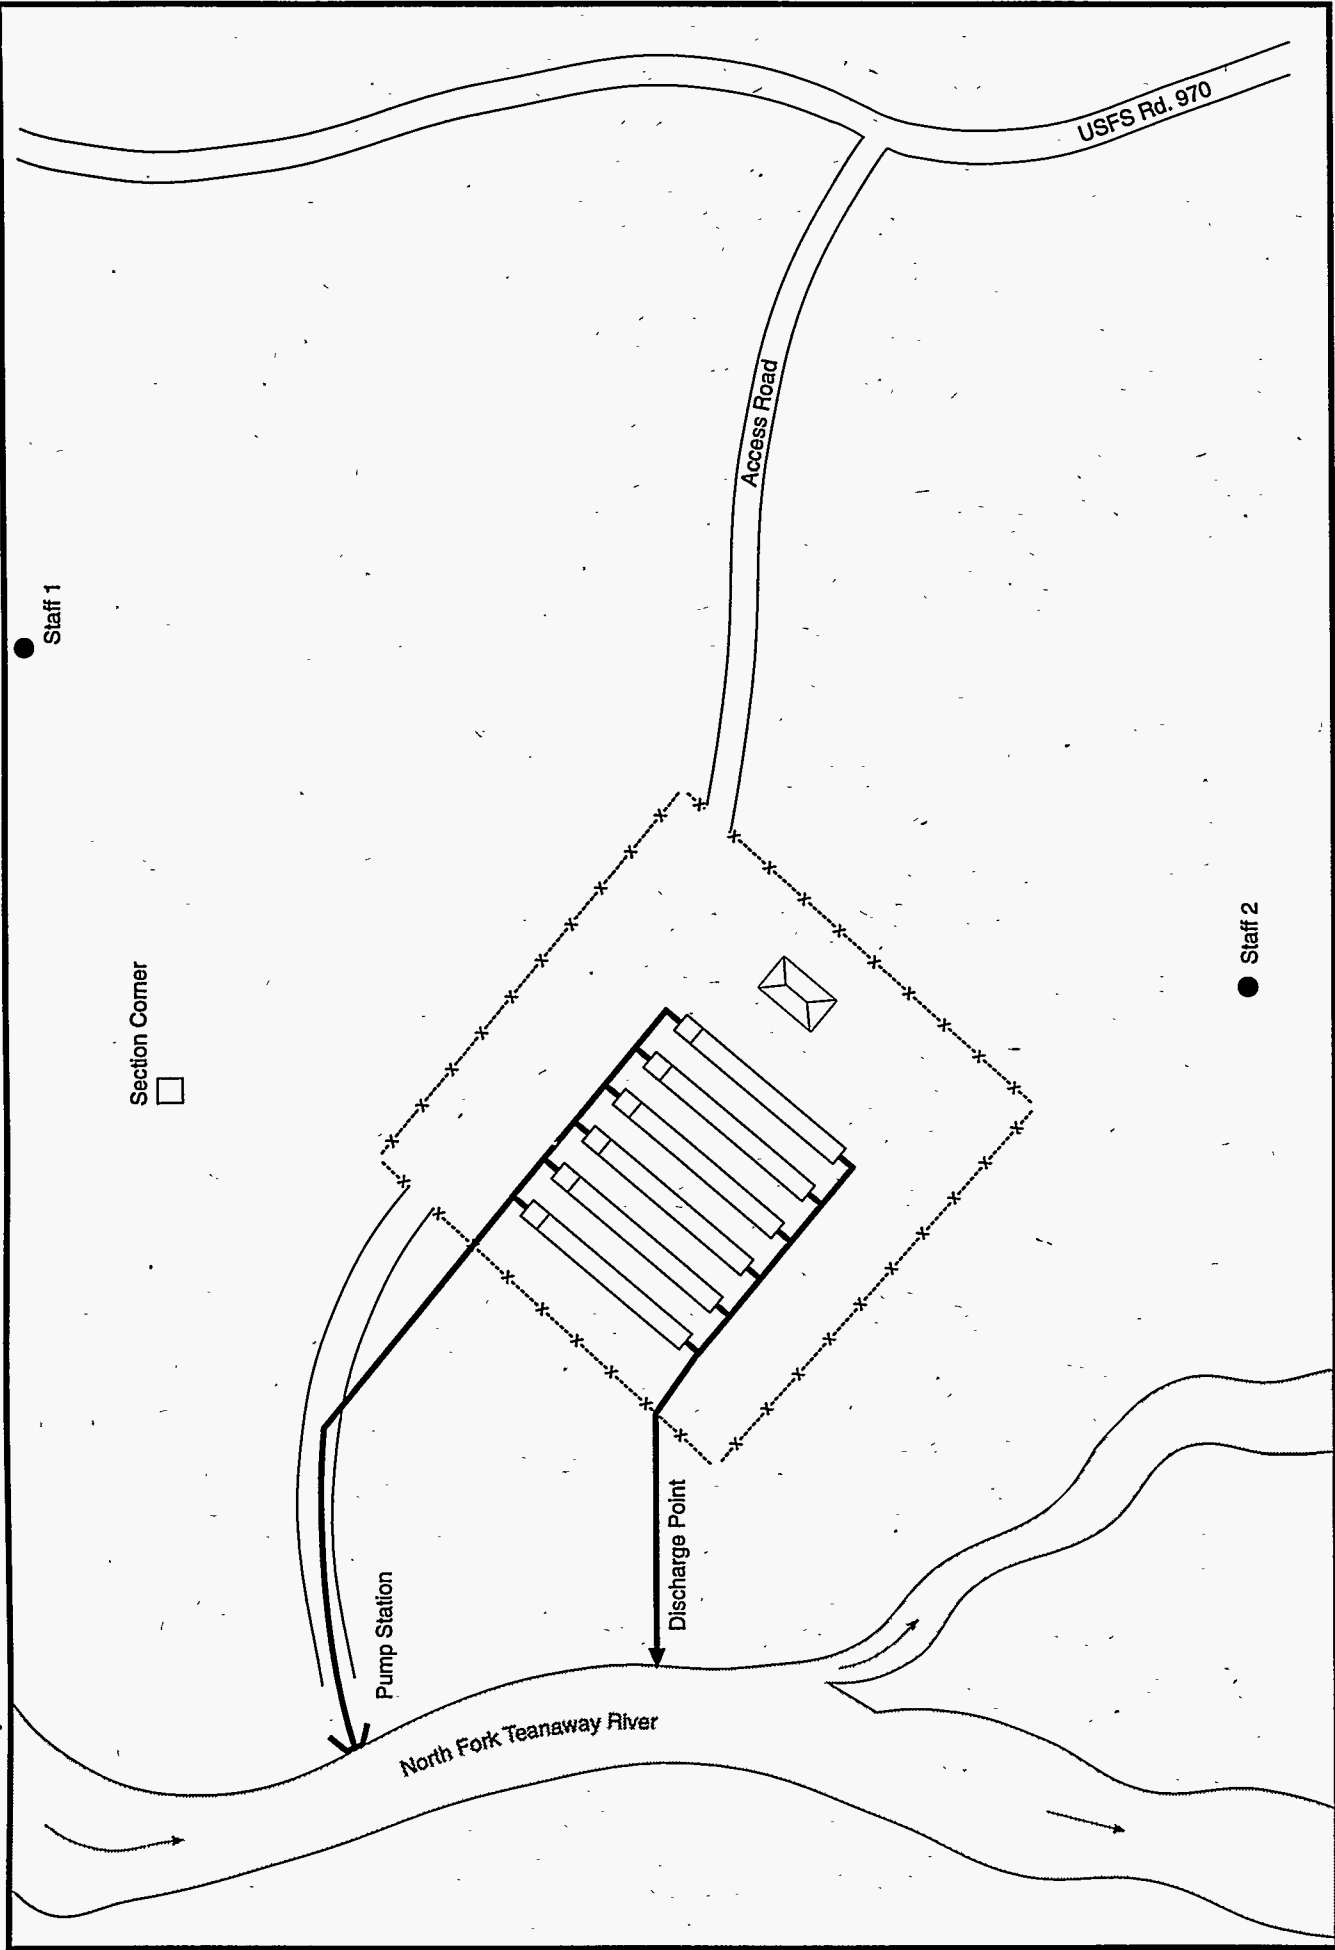 USFS Rd. 970
Access Road
Staff 1
Staff 2
Section Corner
Discharge Point
Pump Station
North Fork Teanaway River